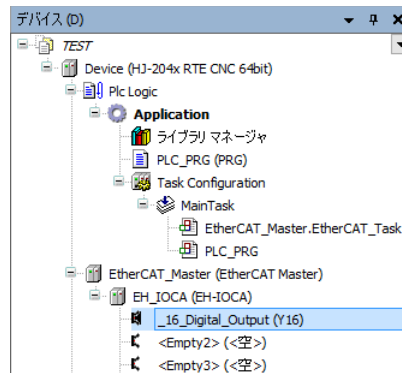 デバイス (D)
TEST
Device (HJ-204x RTE CNC 64bit)
Plc Logic
Application
ライブラリ マネージャ
PLC_PRG (PRG)
Task Configuration
MainTask
EtherCAT_Master.EtherCAT_Task
PLC_PRG
EtherCAT_Master (EtherCAT Master)
EH_IOCA (EH-IOCA)
_16_Digital_Output (Y16)
<Empty2> (<空>)
<Empty3> (<空>)